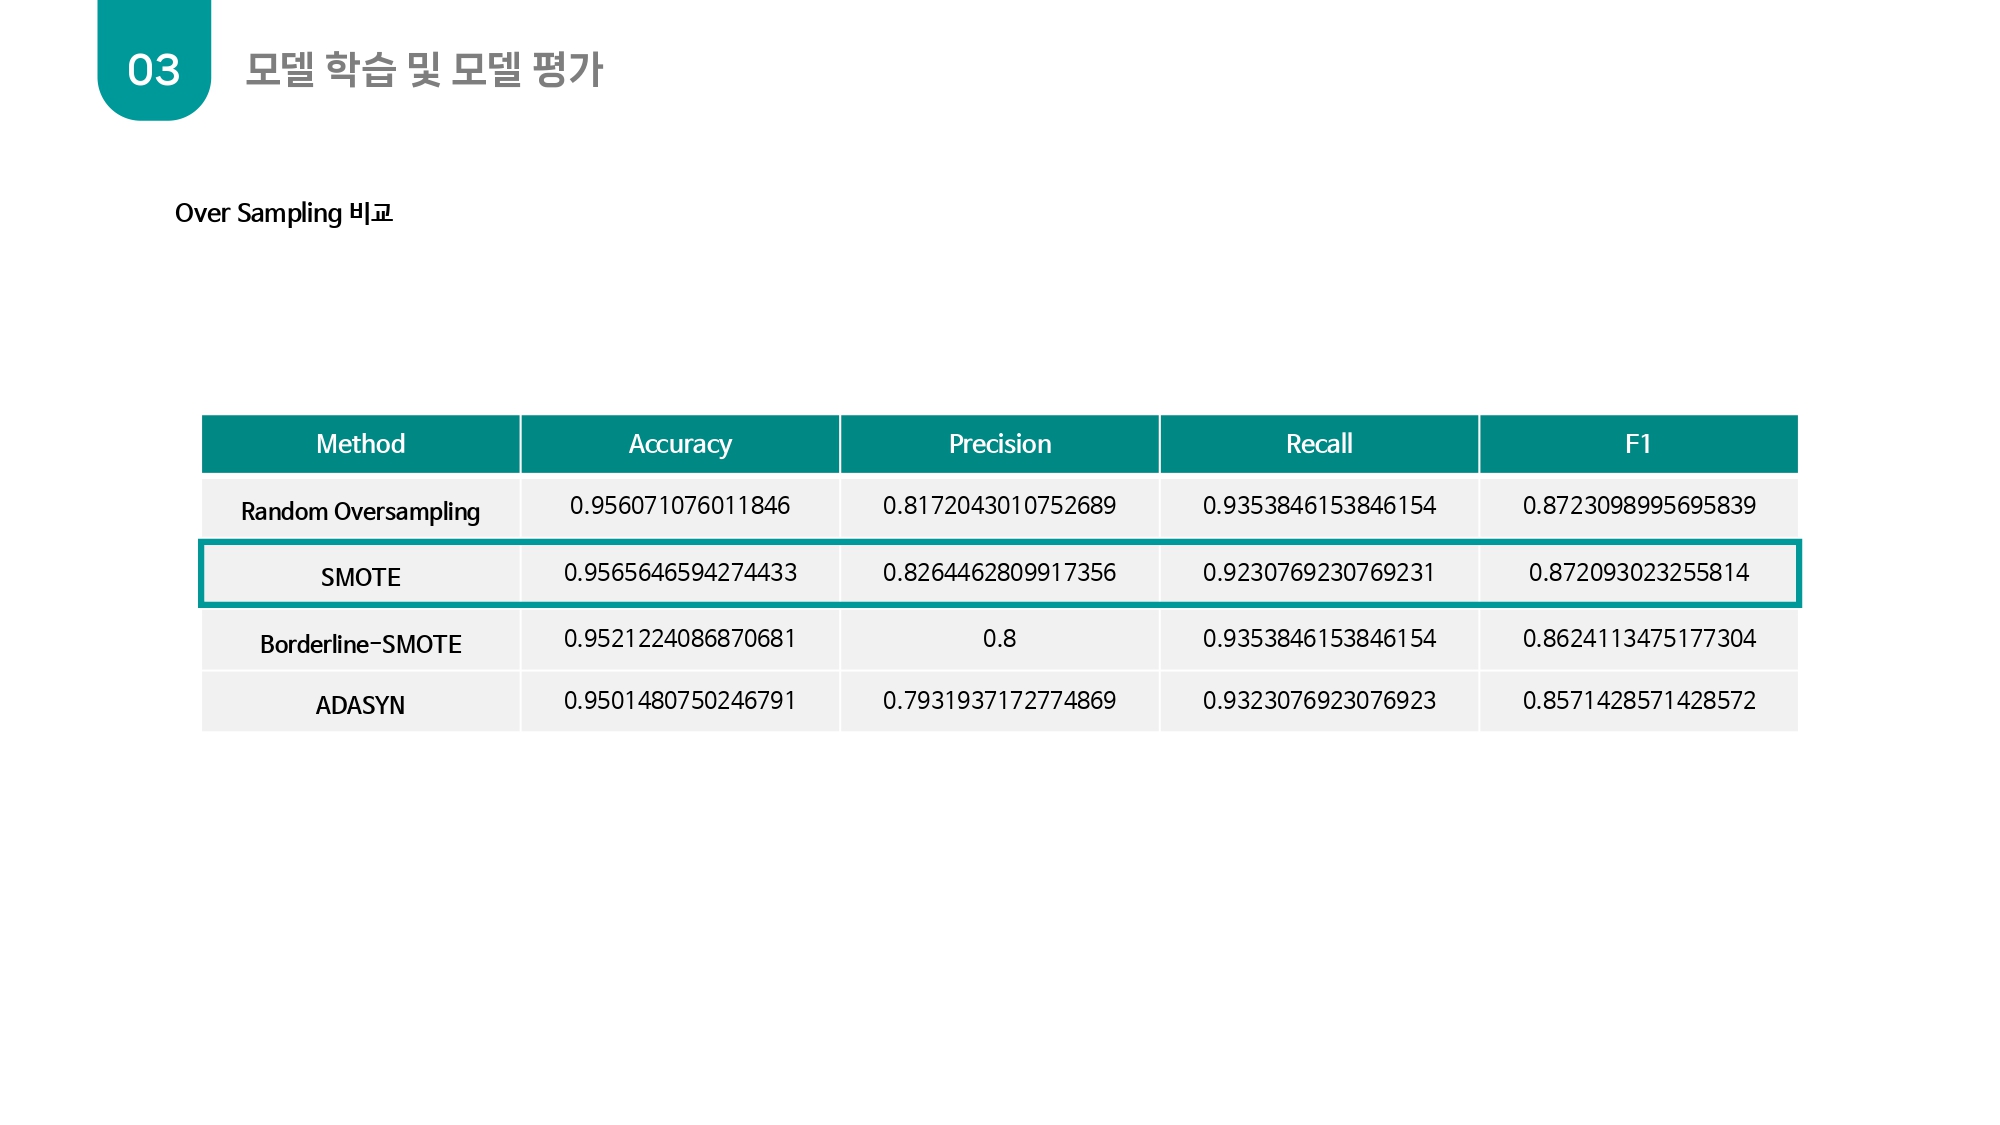 03
모델 학습 및 모델 평가
Over Sampling 비교
Method Accuracy Precision Recall F1
Random Oversampling 0.956071076011846 0.8172043010752689 0.9353846153846154 0.8723098995695839
SMOTE 0.9565646594274433 0.8264462809917356 0.9230769230769231 0.872093023255814
Borderline-SMOTE 0.9521224086870681 0.8 0.9353846153846154 0.8624113475177304
ADASYN 0.9501480750246791 0.7931937172774869 0.9323076923076923 0.8571428571428572